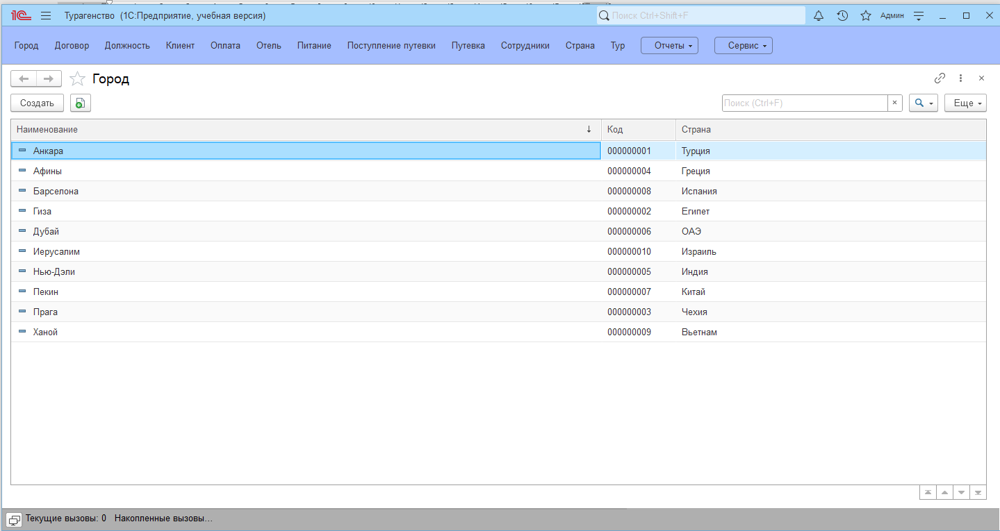 1С Турагенство (1С:Предприятие, учебная версия) Поиск Ctrl+Shift+F Админ
Город Договор Должность Клиент Оплата Отель Питание Поступление путевки Путевка Сотрудники Страна Тур Отчеты Сервис
Город
Создать Поиск (Ctrl+F) × Еще
Наименование ↓ Код Страна
Анкара 000000001 Турция
Афины 000000004 Греция
Барселона 000000008 Испания
Гиза 000000002 Египет
Дубай 000000006 ОАЭ
Иерусалим 000000010 Израиль
Нью-Дэли 000000005 Индия
Пекин 000000007 Китай
Прага 000000003 Чехия
Ханой 000000009 Вьетнам
Текущие вызовы: 0 Накопленные вызовы...